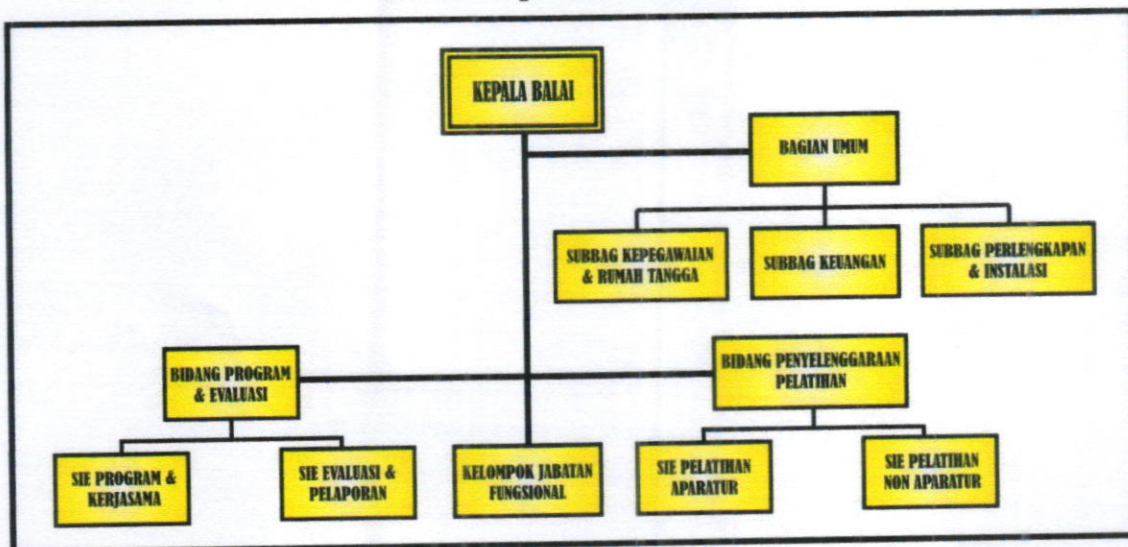 KEPALA BALAI
BAGIAN UMUM
SUBBAG KEPEGAWAIAN
& RUMAH TANGGA
SUBBAG KEUANGAN
SUBBAG PERLENGKAPAN
& INSTALASI
BIDANG PROGRAM
& EVALUASI
BIDANG PENYELENGGARAAN
PELATIHAN
SIE PROGRAM &
KERJASAMA
SIE EVALUASI &
PELAPORAN
KELOMPOK JABATAN
FUNGSIONAL
SIE PELATIHAN
APARATUR
SIE PELATIHAN
NON APARATUR